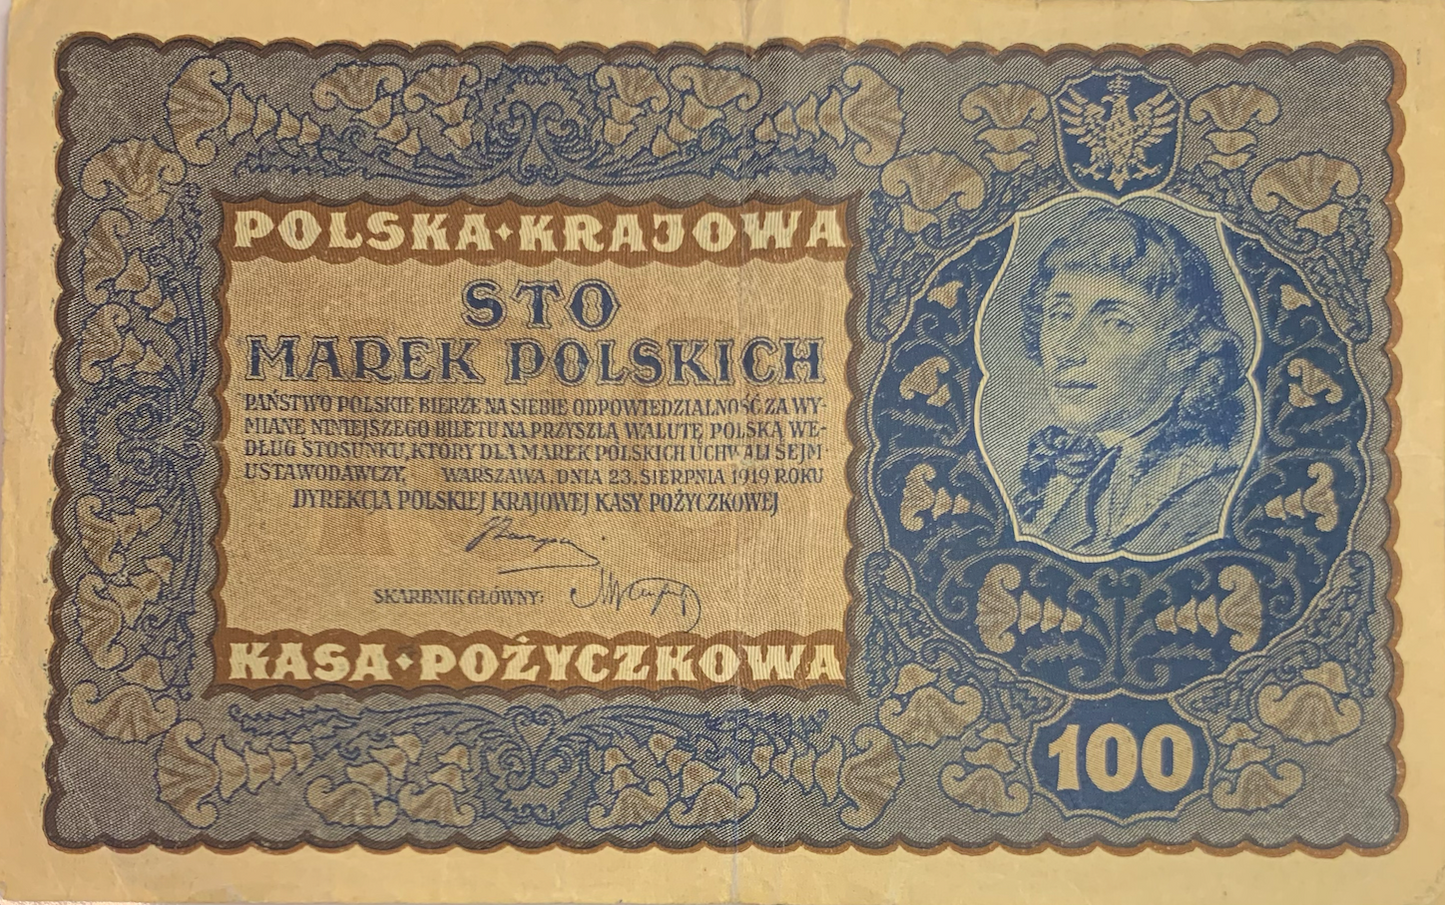 POLSKA · KRAJOWA
STO
MAREK POLSKICH
PAŃSTWO POLSKIE BIERZE NA SIEBIE ODPOWIEDZIALNOŚĆ ZA WY-
MIANĘ NINIEJSZEGO BILETU NA PRZYSZŁĄ WALUTĘ POLSKĄ WE-
DŁUG STOSUNKU, KTÓRY DLA MAREK POLSKICH UCHWALI SEJM
USTAWODAWCZY. WARSZAWA. DNIA 23. SIERPNIA 1919 ROKU
DYREKCJA POLSKIEJ KRAJOWEJ KASY POŻYCZKOWEJ
SKARBNIK GŁÓWNY:
KASA · POŻYCZKOWA
100